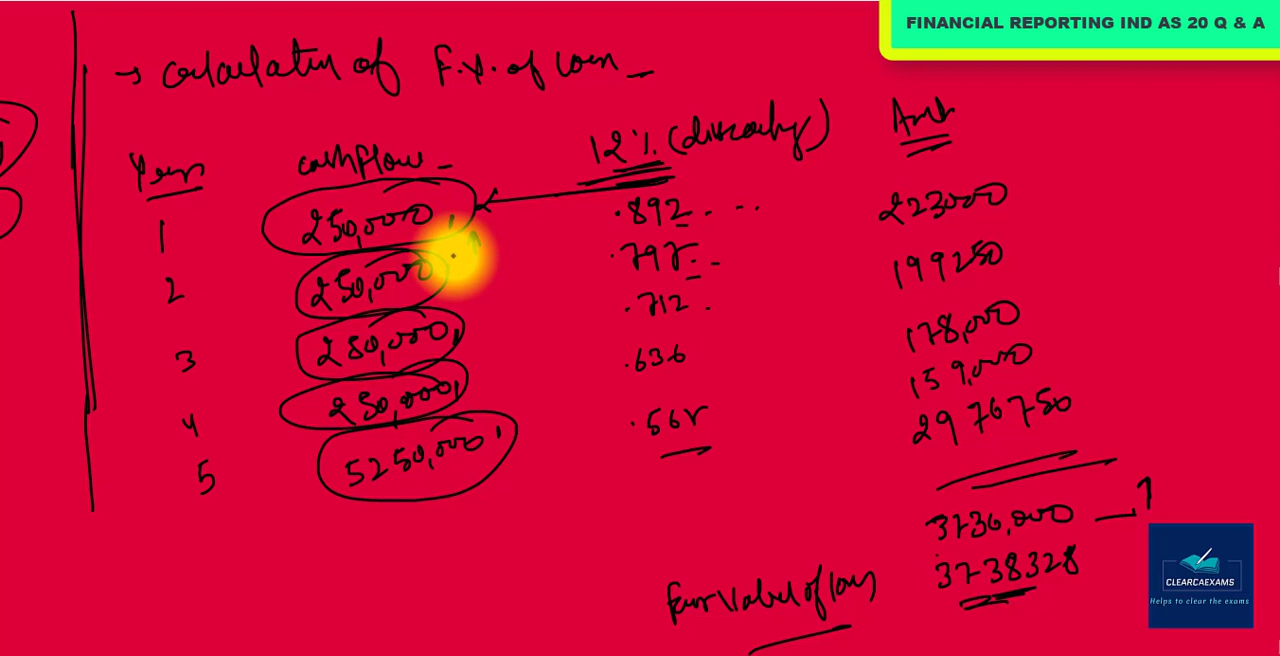 FINANCIAL REPORTING IND AS 20 Q & A
→ Calculation of F.V. of loan
Years cashflow 12% (discounting) Amt
1 250,000 .892 223000
2 250,000 .797 199250
3 250,000 .712 178,000
4 250,000 .636 159,000
5 5250,000 .567 2976750
3736,000
Fair Value of loan 3738328
CLEARCAEXAMS
Helps to clear the exams